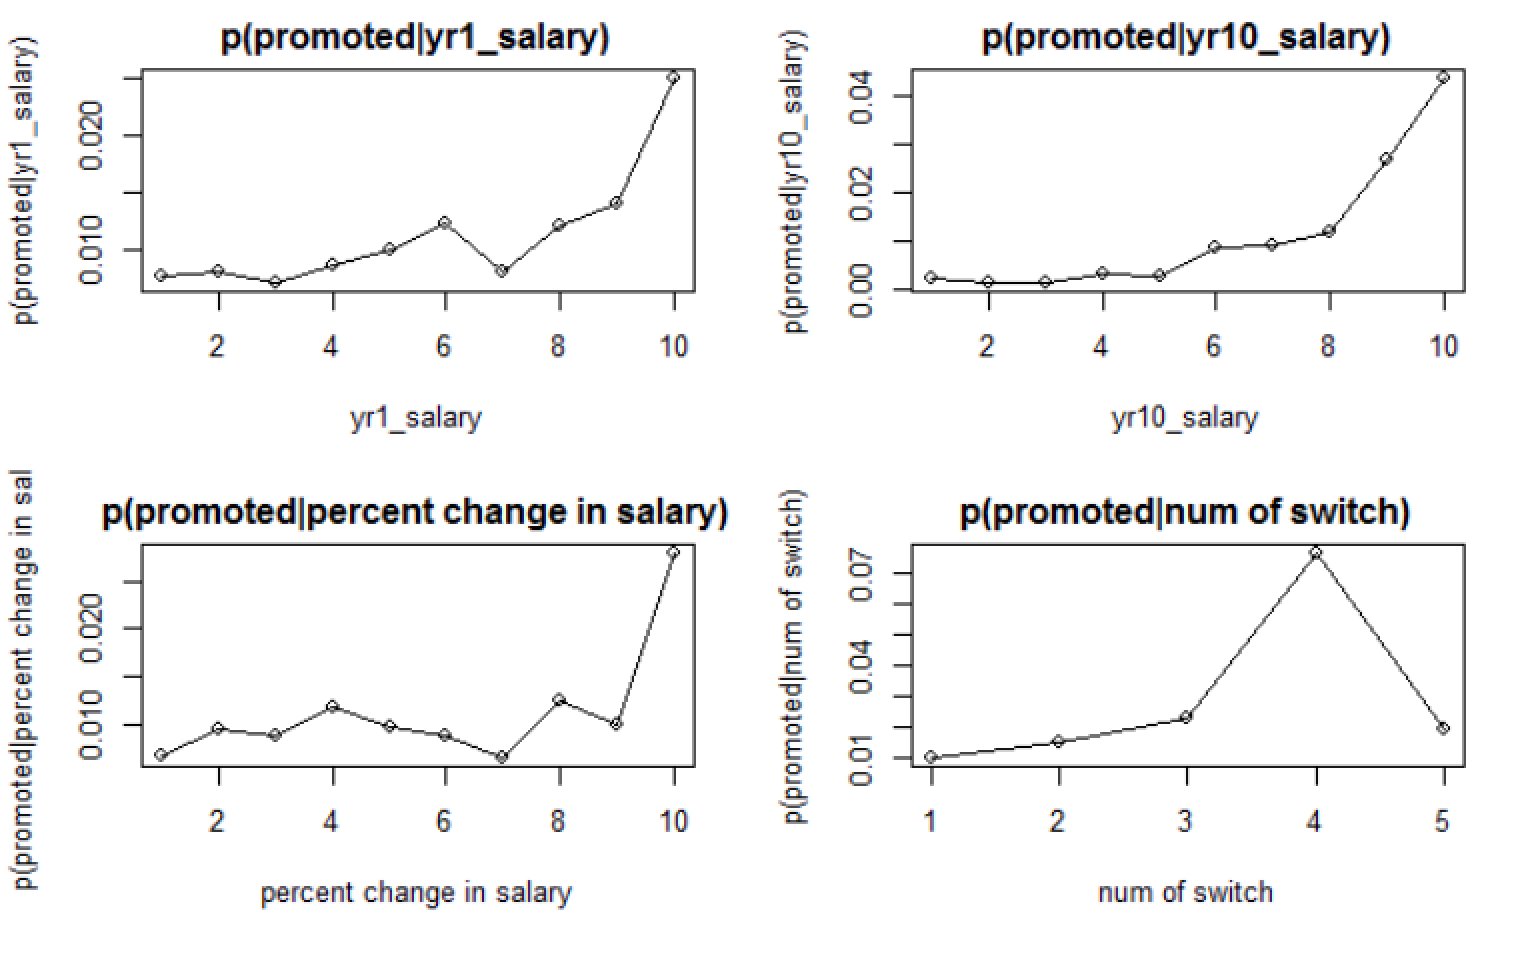 p(promoted|yr1_salary)
p(promoted|yr1_salary)
0.020
0.010
2 4 6 8 10
yr1_salary
p(promoted|yr10_salary)
p(promoted|yr10_salary)
0.04
0.02
0.00
2 4 6 8 10
yr10_salary
p(promoted|percent change in salary)
p(promoted|percent change in sal
0.020
0.010
2 4 6 8 10
percent change in salary
p(promoted|num of switch)
p(promoted|num of switch)
0.07
0.04
0.01
1 2 3 4 5
num of switch